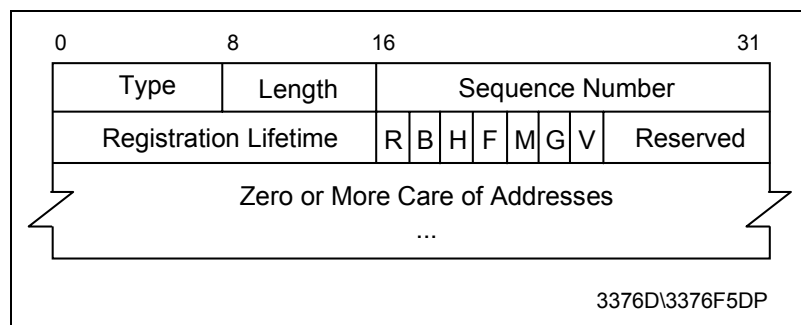 0 8 16 31
Type Length Sequence Number
Registration Lifetime R B H F M G V Reserved
Zero or More Care of Addresses
...
3376D\3376F5DP